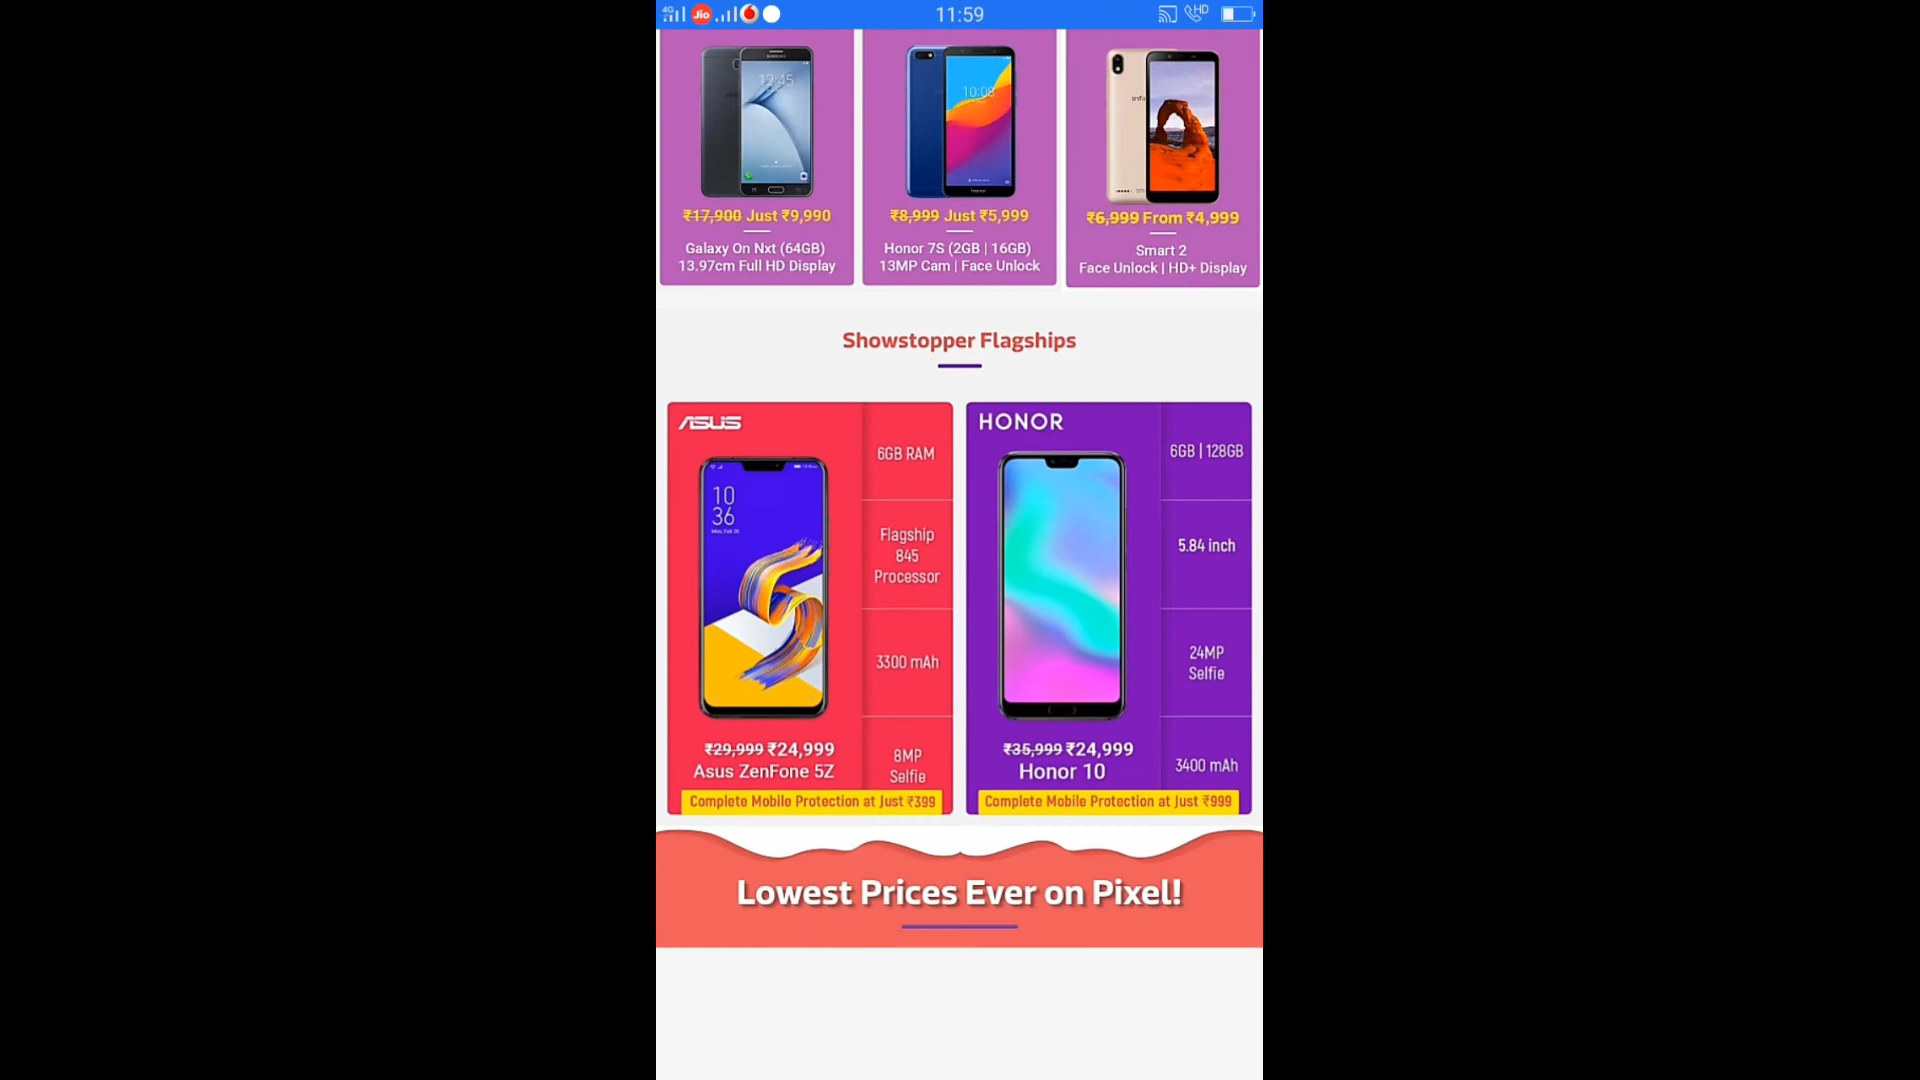 4G Jio 11:59 HD
SAMSUNG
12:45
10:08
honor
₹17,900 Just ₹9,990
Galaxy On Nxt (64GB)
13.97cm Full HD Display
₹8,999 Just ₹5,999
Honor 7S (2GB | 16GB)
13MP Cam | Face Unlock
₹6,999 From ₹4,999
Smart 2
Face Unlock | HD+ Display
Showstopper Flagships
ASUS
10
36
6GB RAM
Flagship
845
Processor
3300 mAh
8MP
Selfie
₹29,999 ₹24,999
Asus ZenFone 5Z
Complete Mobile Protection at Just ₹399
HONOR
6GB | 128GB
5.84 inch
24MP
Selfie
3400 mAh
₹35,999 ₹24,999
Honor 10
Complete Mobile Protection at Just ₹999
Lowest Prices Ever on Pixel!